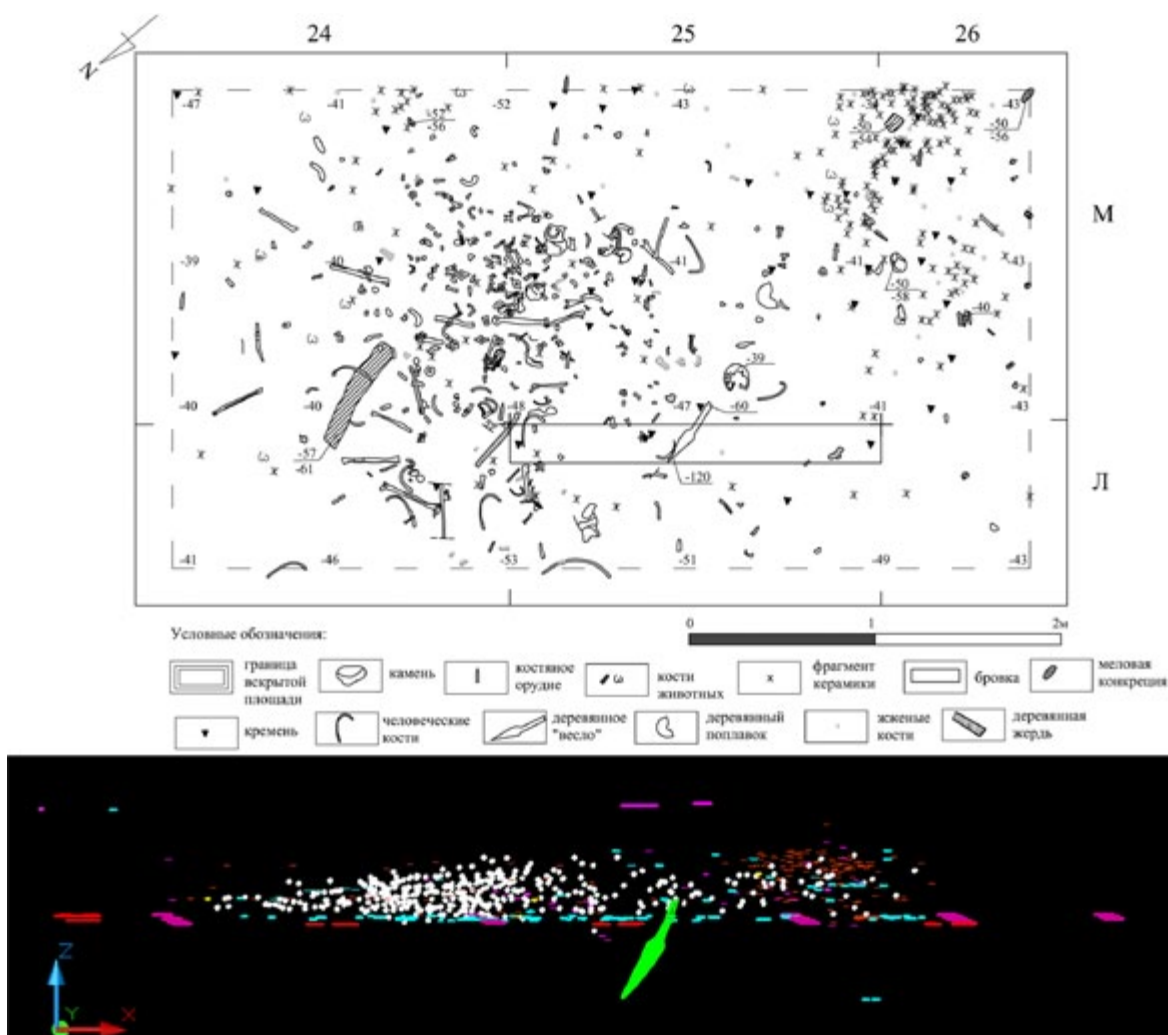 24 25 26
N
-47 -41 -52 -43 -43
-52
-56
-50
-54
-50
-56
М
-39 -40 -41 -41 -43
-50
-58
-40
-39
-40 -40 -48 -47 -60 -41 -43
-57
-61
-120
Л
-41 -46 -53 -51 -49 -43
0 1 2м
Условные обозначения:
граница
вскрытой
площади
камень
костяное
орудие
кости
животных
фрагмент
керамики
бровка
меловая
конкреция
кремень
человеческие
кости
деревянное
"весло"
деревянный
поплавок
жженые
кости
деревянная
жердь
Z
Y X